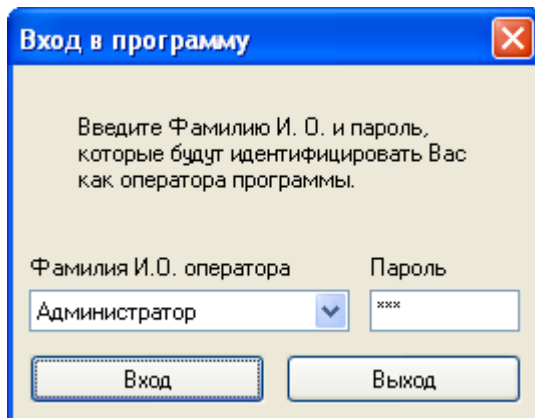 Вход в программу
Введите Фамилию И. О. и пароль,
которые будут идентифицировать Вас
как оператора программы.
Фамилия И.О. оператора Пароль
Администратор ***
Вход Выход